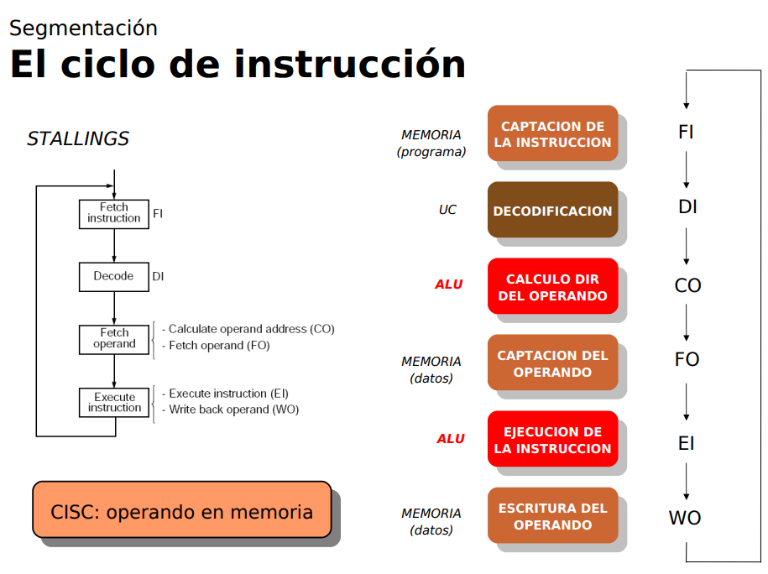 Segmentación
El ciclo de instrucción
STALLINGS
Fetch
instruction
FI
Decode
DI
Fetch
operand
- Calculate operand address (CO)
- Fetch operand (FO)
Execute
instruction
- Execute instruction (EI)
- Write back operand (WO)
CISC: operando en memoria
MEMORIA
(programa)
CAPTACION DE
LA INSTRUCCION
FI
UC
DECODIFICACION
DI
ALU
CALCULO DIR
DEL OPERANDO
CO
MEMORIA
(datos)
CAPTACION DEL
OPERANDO
FO
ALU
EJECUCION DE
LA INSTRUCCION
EI
MEMORIA
(datos)
ESCRITURA DEL
OPERANDO
WO